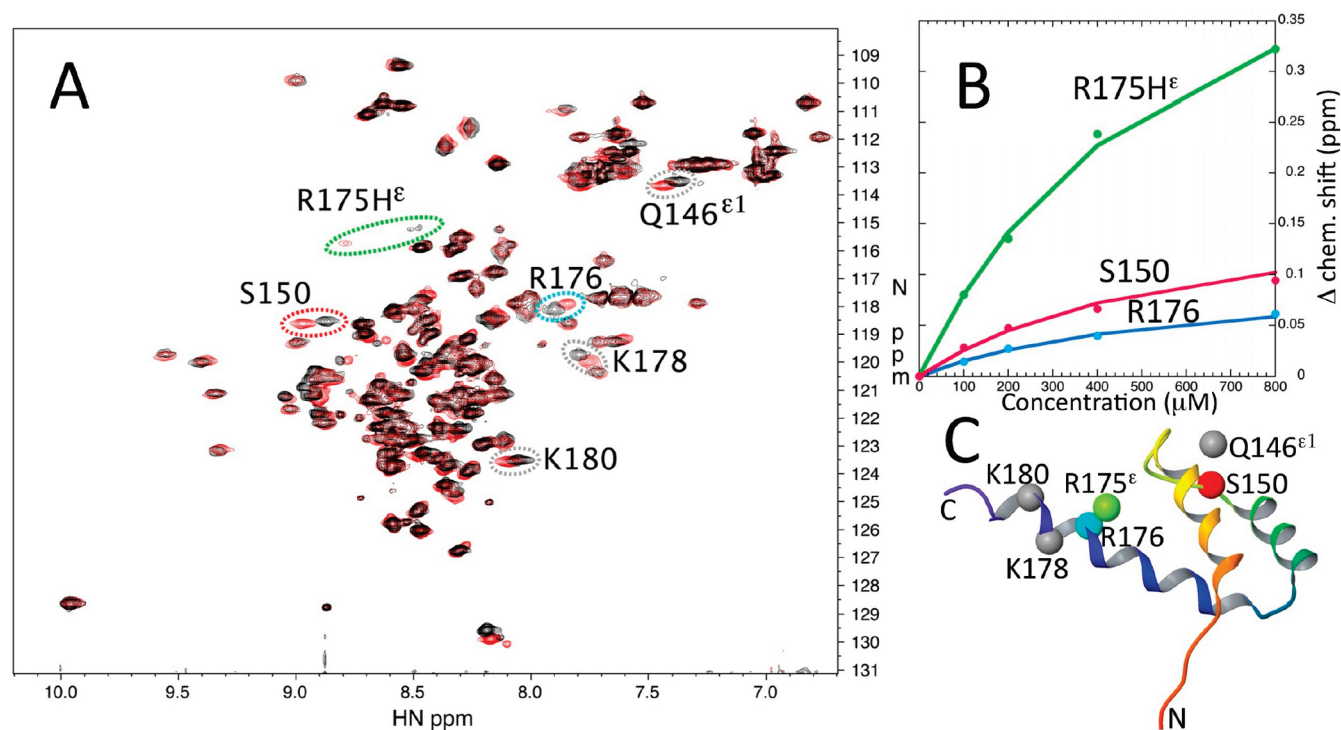 A
109
110
111
112
113
114
115
116
117
118
119
120
121
122
123
124
125
126
127
128
129
130
131
N
p
p
m
10.0
9.5
9.0
8.5
8.0
7.5
7.0
HN ppm
R175Hε
Q146ε1
S150
R176
K178
K180
B
R175Hε
S150
R176
0.35
0.3
0.25
0.2
0.15
0.1
0.05
0
Δ chem. shift (ppm)
0
100
200
300
400
500
600
700
800
Concentration (μM)
C
Q146ε1
K180
R175ε
S150
C
R176
K178
N